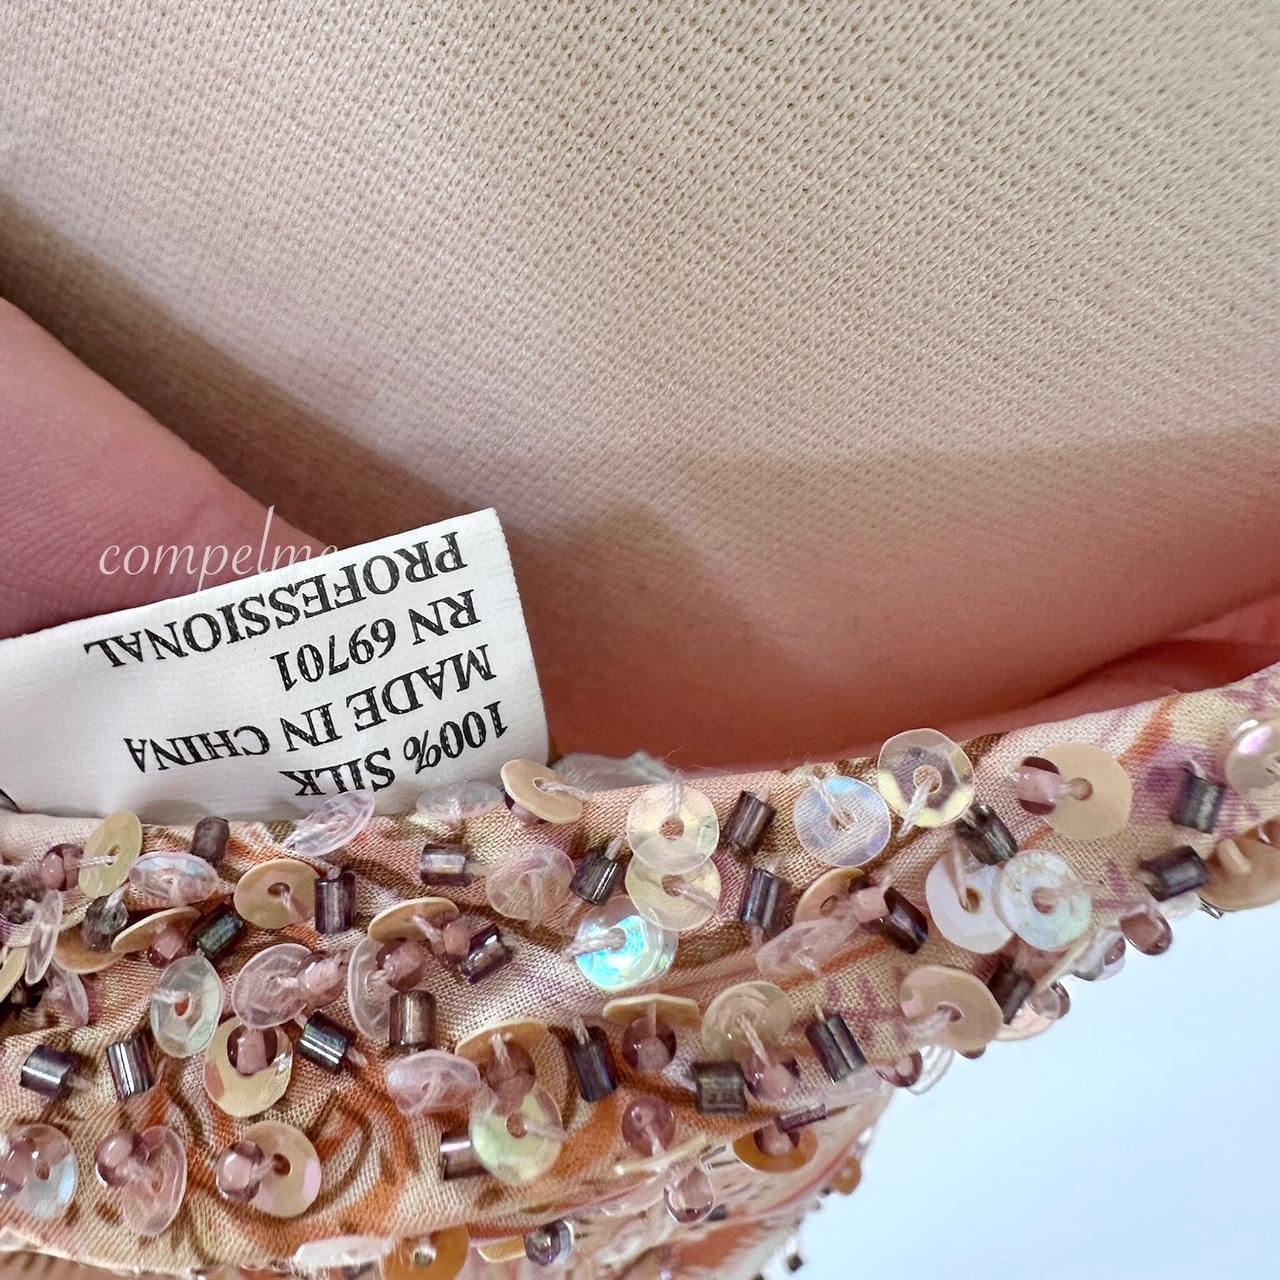 compelme
100% SILK
MADE IN CHINA
RN 69701
PROFESSIONAL